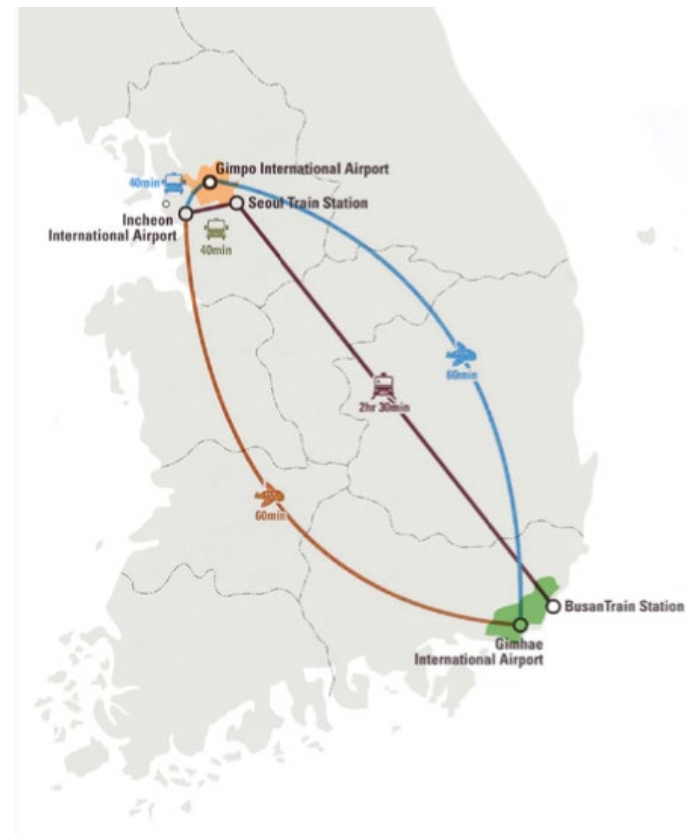 Gimpo International Airport
40min
Seoul Train Station
Incheon
International Airport
40min
60min
2hr 30min
60min
BusanTrain Station
Gimhae
International Airport